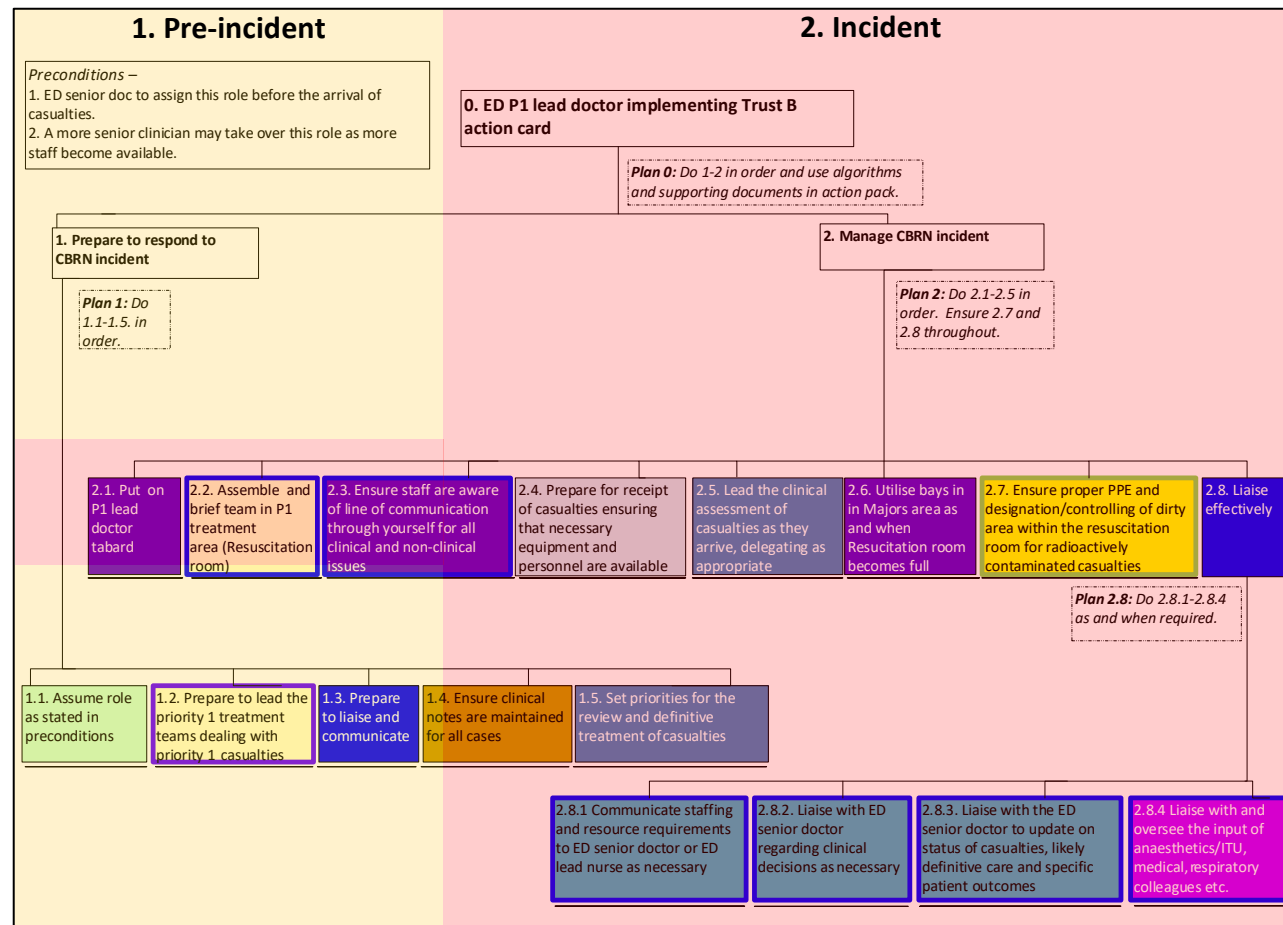 1. Pre-incident
2. Incident
Preconditions –
1. ED senior doc to assign this role before the arrival of
casualties.
2. A more senior clinician may take over this role as more
staff become available.
0. ED P1 lead doctor implementing Trust B
action card
Plan 0: Do 1-2 in order and use algorithms
and supporting documents in action pack.
1. Prepare to respond to
CBRN incident
2. Manage CBRN incident
Plan 1: Do
1.1-1.5. in
order.
Plan 2: Do 2.1-2.5 in
order. Ensure 2.7 and
2.8 throughout.
2.1. Put on
P1 lead
doctor
tabard
2.2. Assemble and
brief team in P1
treatment
area (Resuscitation
room)
2.3. Ensure staff are aware
of line of communication
through yourself for all
clinical and non-clinical
issues
2.4. Prepare for receipt
of casualties ensuring
that necessary
equipment and
personnel are available
2.5. Lead the clinical
assessment of
casualties as they
arrive, delegating as
appropriate
2.6. Utilise bays in
in Majors area as
and when
Resucitation room
becomes full
2.7. Ensure proper PPE and
designation/controlling of dirty
area within the resuscitation
room for radioactively
contaminated casualties
2.8. Liaise
effectively
Plan 2.8: Do 2.8.1-2.8.4
as and when required.
1.1. Assume role
as stated in
preconditions
1.2. Prepare to lead the
priority 1 treatment
teams dealing with
priority 1 casualties
1.3. Prepare
to liaise and
communicate
1.4. Ensure clinical
notes are maintained
for all cases
1.5. Set priorities for the
review and definitive
treatment of casualties
2.8.1 Communicate staffing
and resource requirements
to ED senior doctor or ED
lead nurse as necessary
2.8.2. Liaise with ED
senior doctor
regarding clinical
decisions as necessary
2.8.3. Liaise with the ED
senior doctor to update on
status of casualties, likely
definitive care and specific
patient outcomes
2.8.4 Liaise with and
oversee the input of
anaesthetics/ITU,
medical, respiratory
colleagues etc.